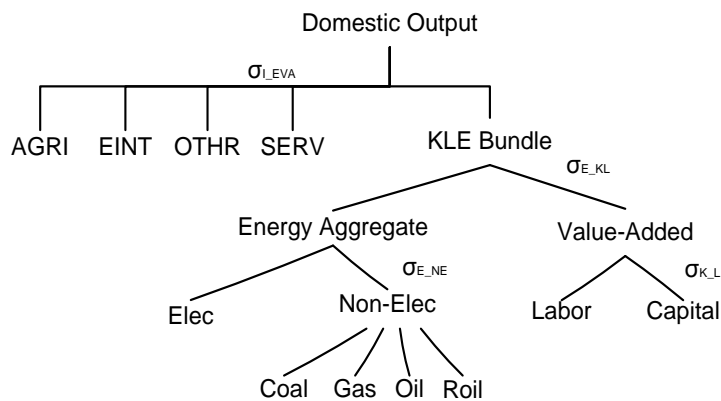 Domestic Output
σI_EVA
AGRI EINT OTHR SERV KLE Bundle
σE_KL
Energy Aggregate Value-Added
σE_NE σK_L
Elec Non-Elec Labor Capital
Coal Gas Oil Roil